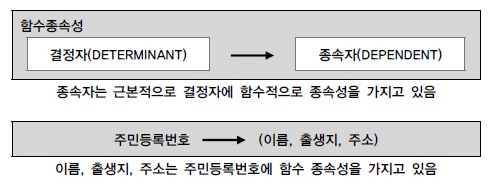 함수종속성
결정자(DETERMINANT) 종속자(DEPENDENT)
종속자는 근본적으로 결정자에 함수적으로 종속성을 가지고 있음
주민등록번호 (이름, 출생지, 주소)
이름, 출생지, 주소는 주민등록번호에 함수 종속성을 가지고 있음